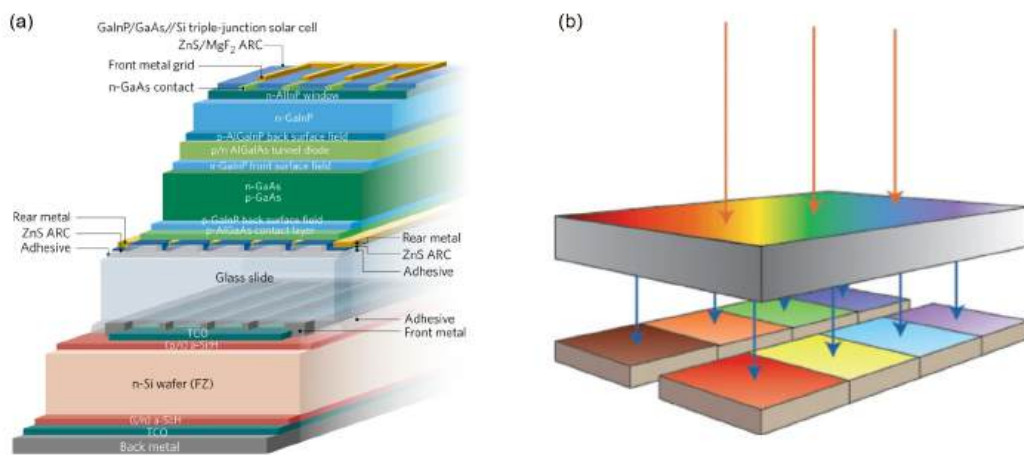 (a)
GaInP/GaAs//Si triple-junction solar cell
ZnS/MgF₂ ARC
Front metal grid
n-GaAs contact
n-AlInP window
n-GaInP
p-AlGaInP back surface field
p/n AlGaAs tunnel diode
n-GaInP front surface field
n-GaAs
p-GaAs
p-GaInP back surface field
p-AlGaAs contact layer
Rear metal
ZnS ARC
Adhesive
Rear metal
ZnS ARC
Adhesive
Glass slide
Adhesive
Front metal
TCO
(p/i) a-Si:H
n-Si wafer (FZ)
(i/n) a-Si:H
TCO
Back metal
(b)